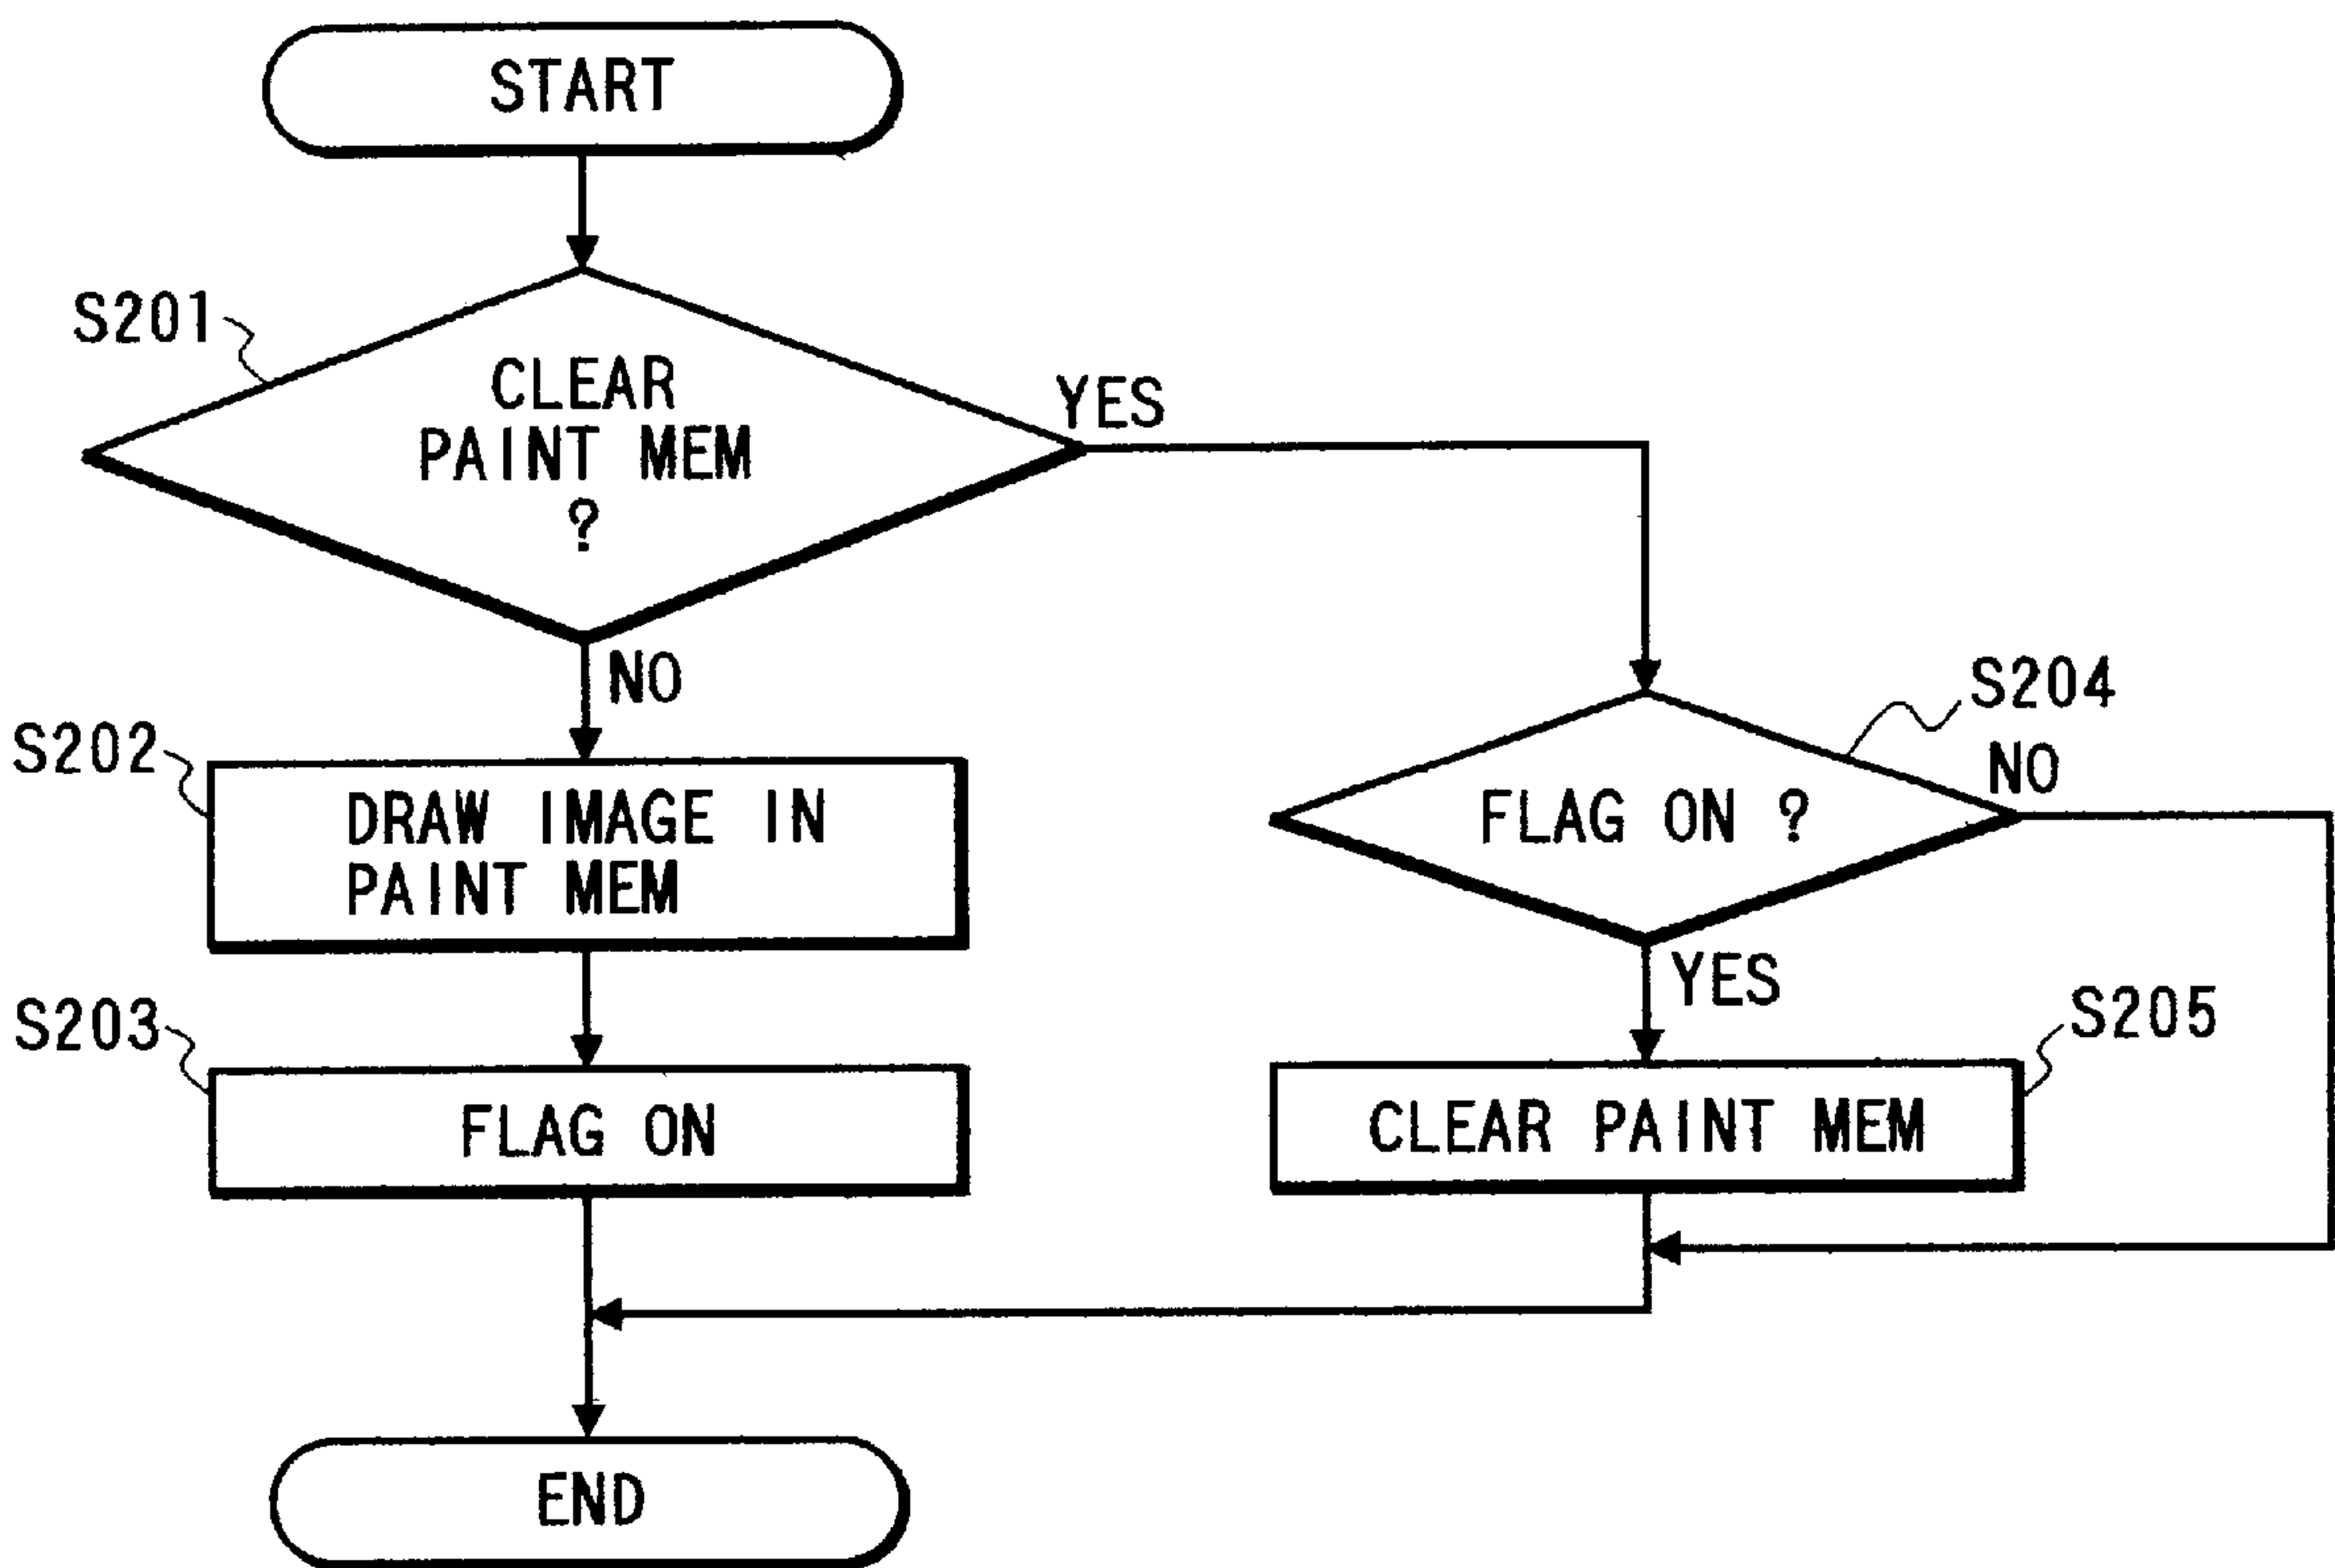 START
S201
CLEAR
PAINT MEM
?
YES
NO
S202
DRAW IMAGE IN
PAINT MEM
S203
FLAG ON
S204
FLAG ON ?
NO
YES
S205
CLEAR PAINT MEM
END